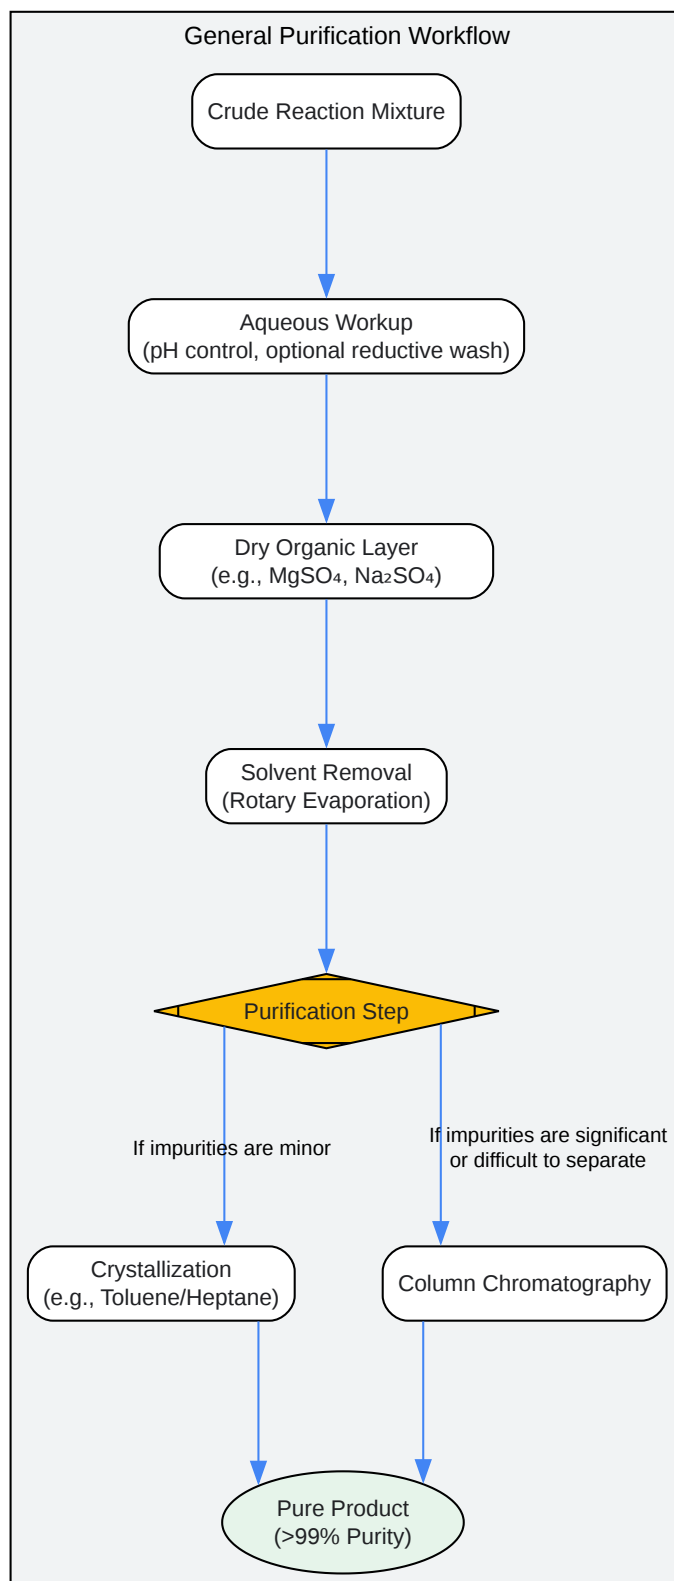 General Purification Workflow
Crude Reaction Mixture
Aqueous Workup
(pH control, optional reductive wash)
Dry Organic Layer
(e.g., MgSO₄, Na₂SO₄)
Solvent Removal
(Rotary Evaporation)
Purification Step
If impurities are minor
If impurities are significant
or difficult to separate
Crystallization
(e.g., Toluene/Heptane)
Column Chromatography
Pure Product
(>99% Purity)